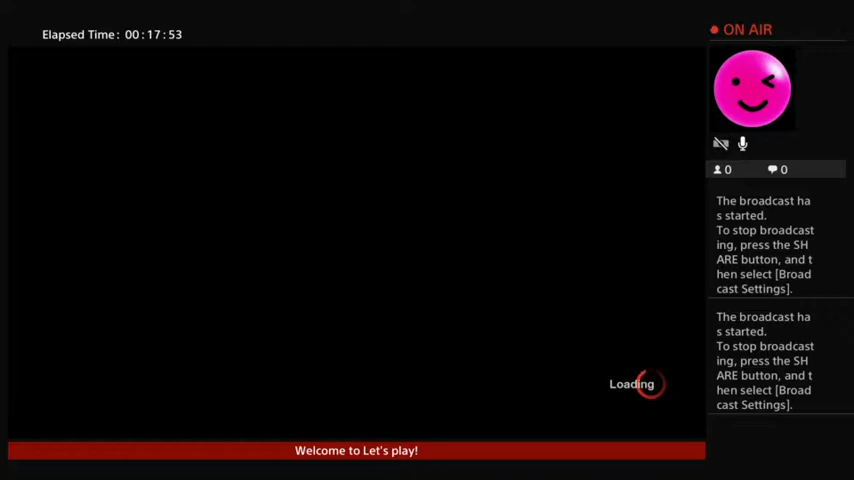 Elapsed Time: 00:17:53
ON AIR
0 0
The broadcast ha
s started.
To stop broadcast
ing, press the SH
ARE button, and t
hen select [Broad
cast Settings].
The broadcast ha
s started.
To stop broadcast
ing, press the SH
ARE button, and t
hen select [Broad
cast Settings].
Loading
Welcome to Let's play!